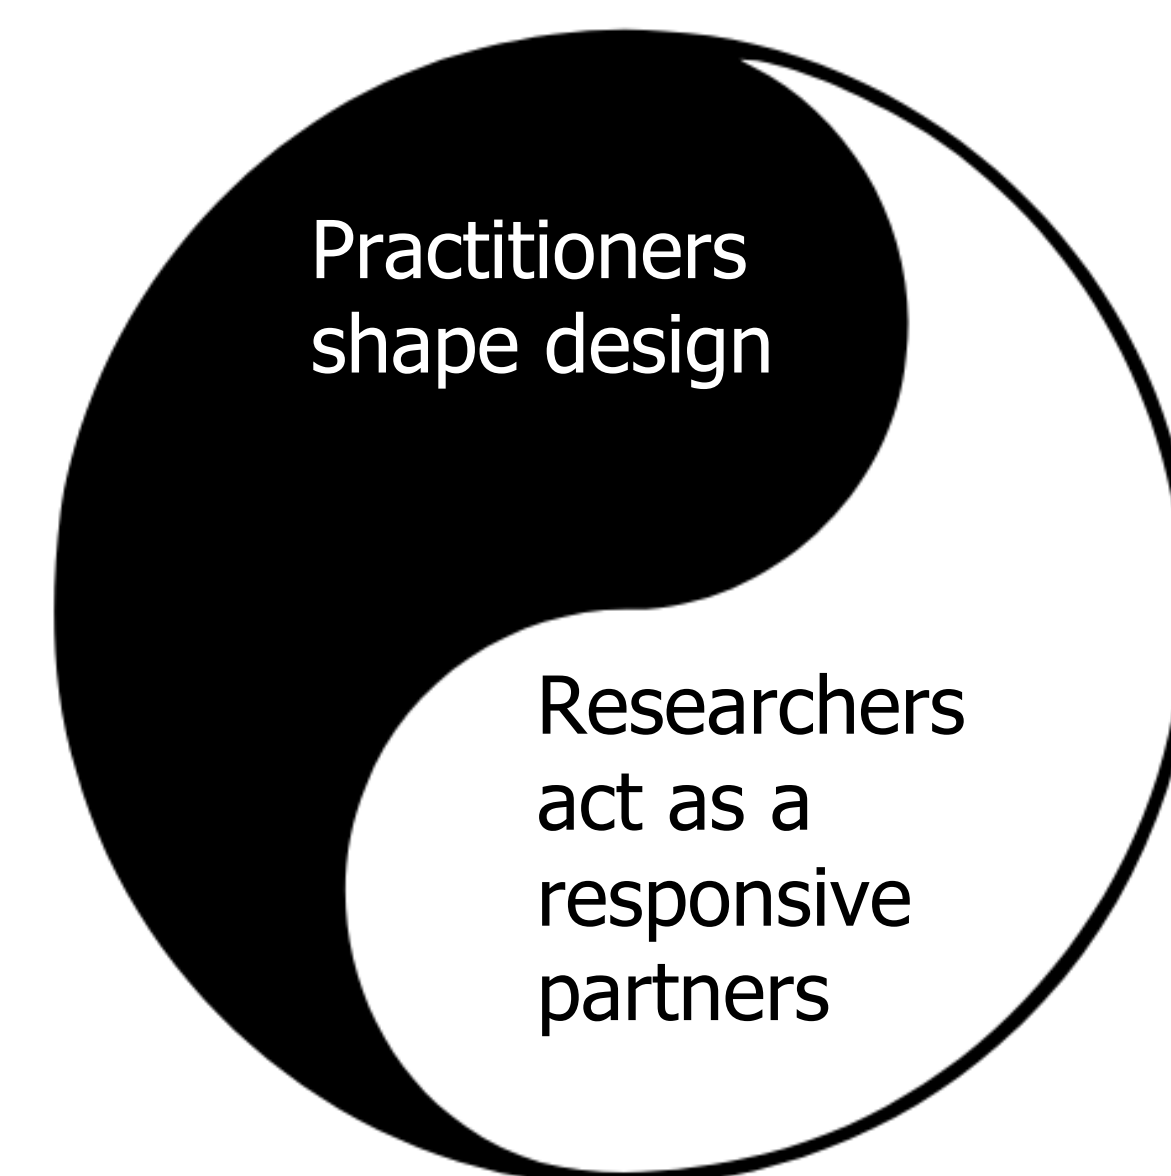 Practitioners
shape design
Researchers
act as a
responsive
partners